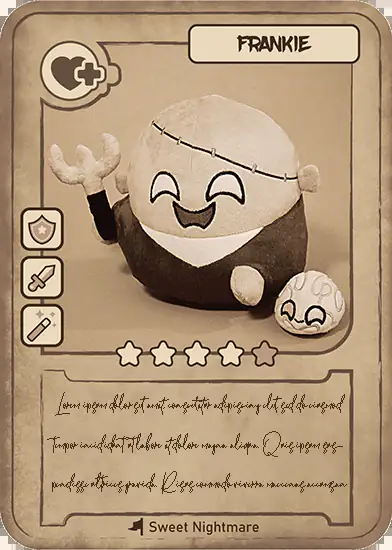 FRANKIE
Lorem ipsum dolor sit amet, consectetur adipiscing elit, sed do eiusmod
tempor incididunt ut labore et dolore magna aliqua. Quis ipsum sus-
pendisse ultrices gravida. Risus commodo viverra maecenas accumsan
Sweet Nightmare